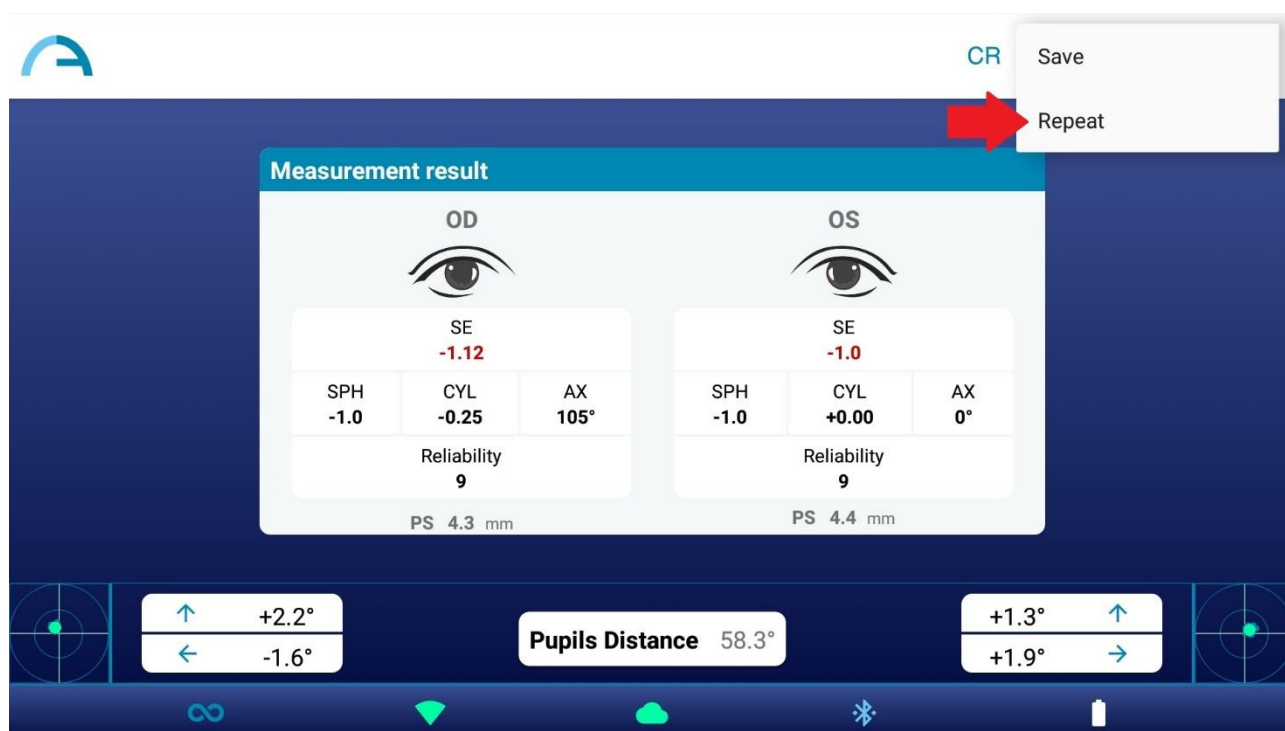 CR
Save
Repeat
Measurement result
OD
OS
SE
-1.12
SE
-1.0
SPH
-1.0
CYL
-0.25
AX
105°
SPH
-1.0
CYL
+0.00
AX
0°
Reliability
9
Reliability
9
PS 4.3 mm
PS 4.4 mm
+2.2°
-1.6°
Pupils Distance 58.3°
+1.3°
+1.9°